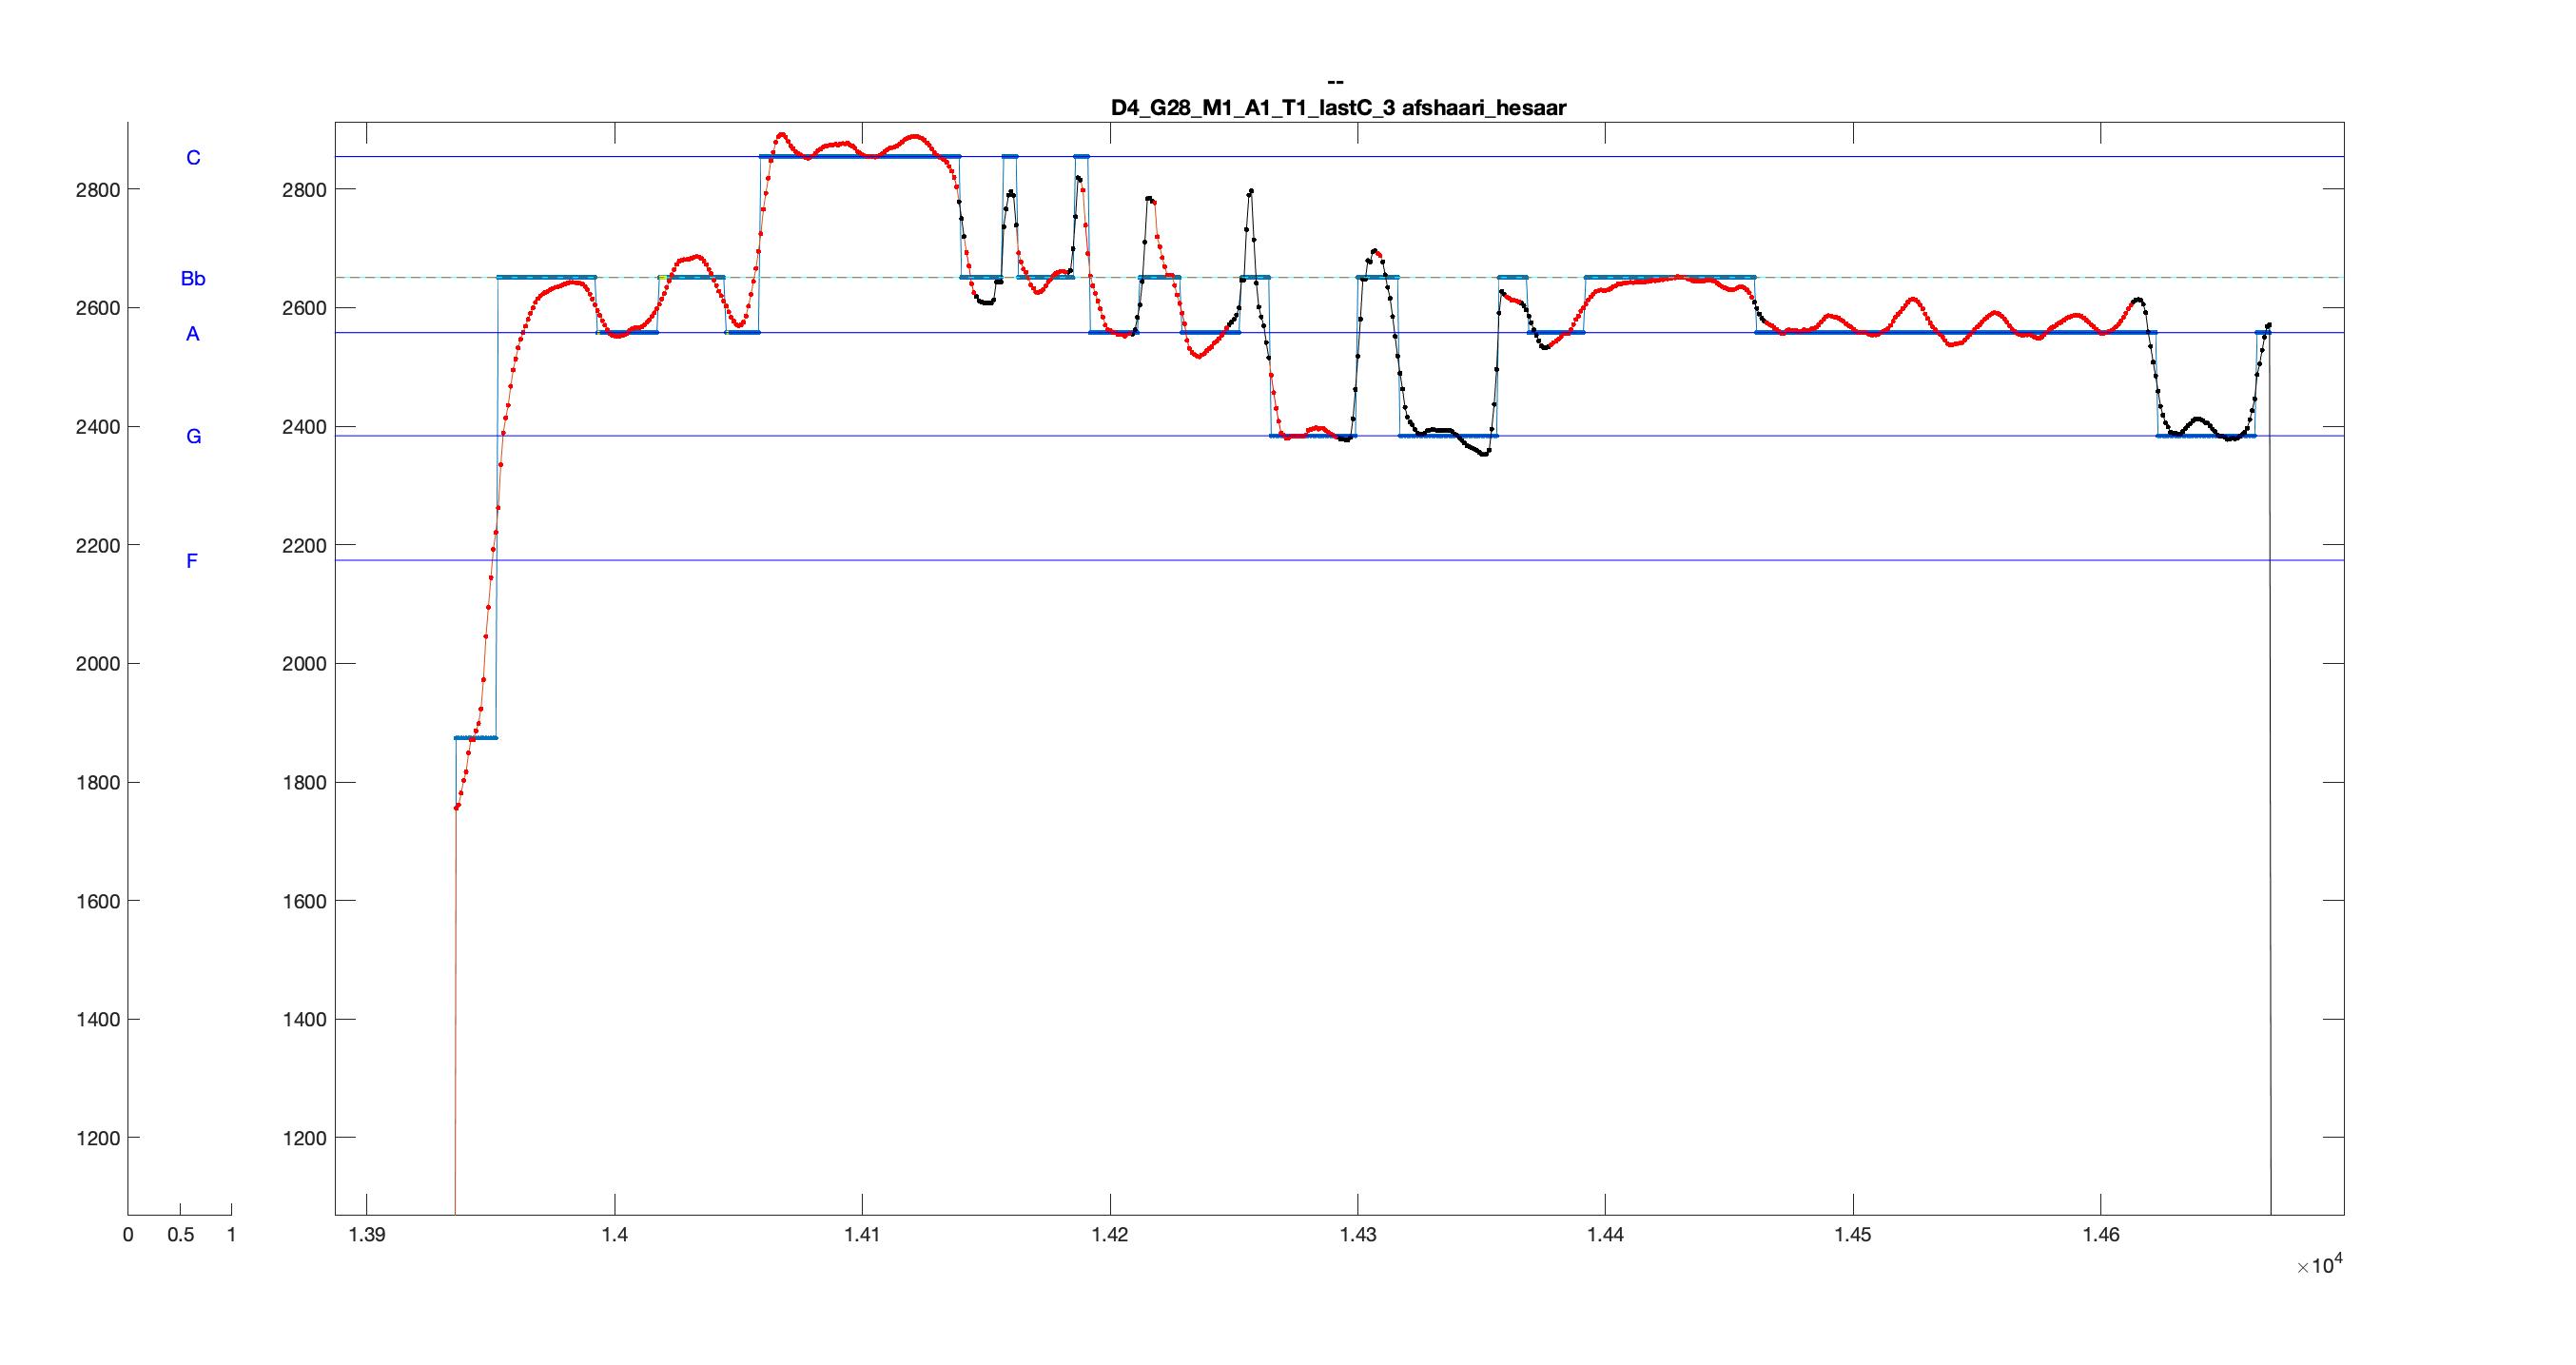 --
D4_G28_M1_A1_T1_lastC_3 afshaari_hesaar
C
2800 2800
Bb
2600 2600
A
2400 2400
G
2200 2200
F
2000 2000
1800 1800
1600 1600
1400 1400
1200 1200
0 0.5 1 1.39 1.4 1.41 1.42 1.43 1.44 1.45 1.46
×10⁴